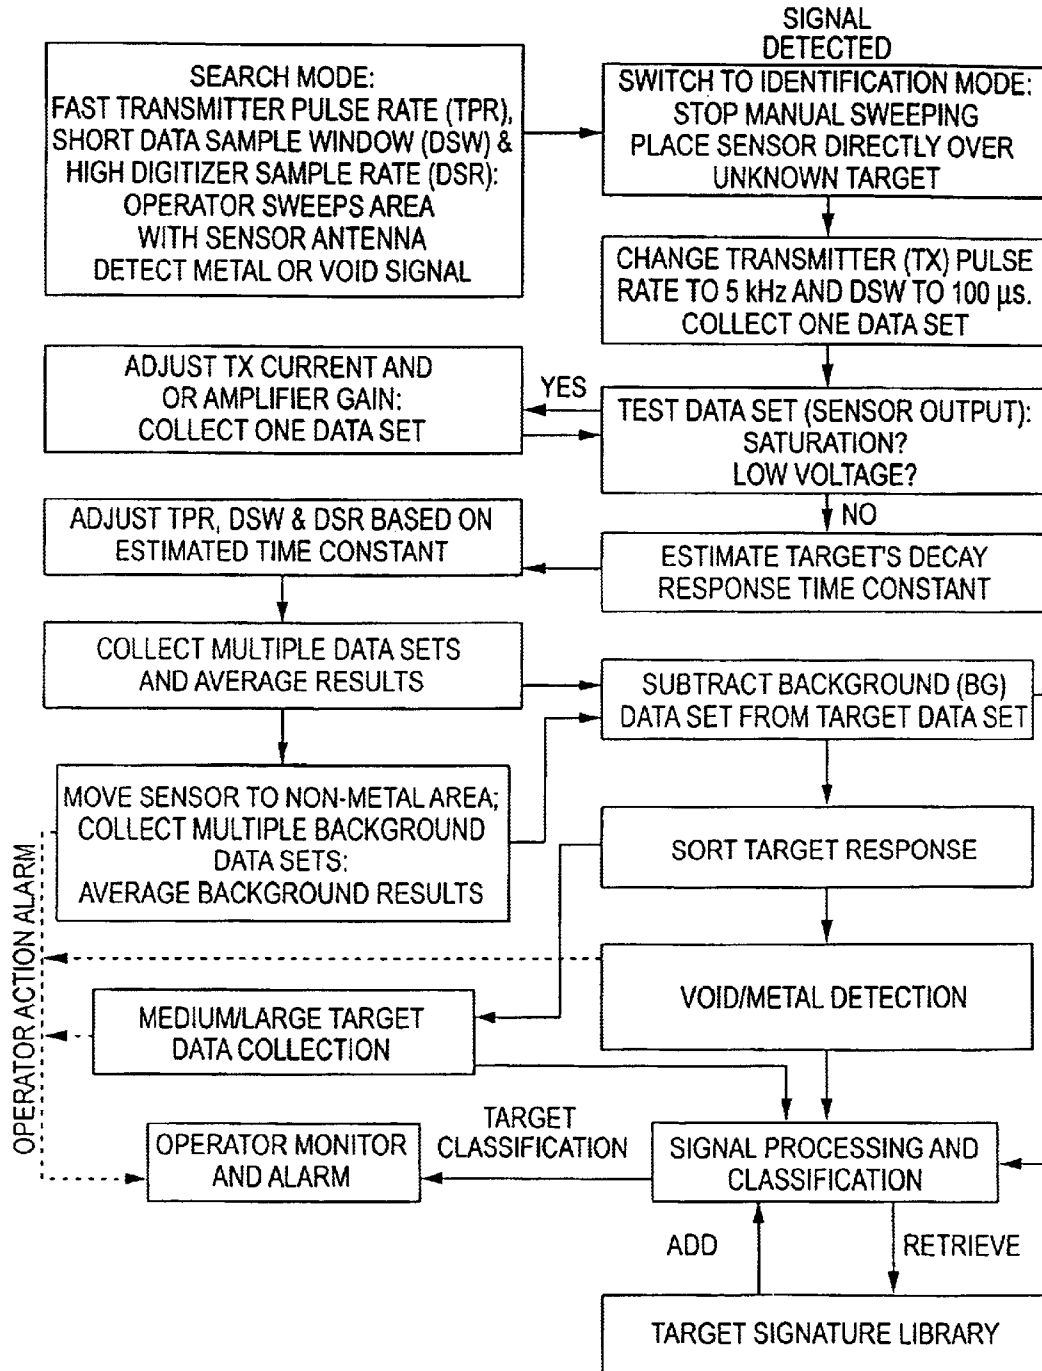 SIGNAL
DETECTED
SEARCH MODE:
FAST TRANSMITTER PULSE RATE (TPR),
SHORT DATA SAMPLE WINDOW (DSW) &
HIGH DIGITIZER SAMPLE RATE (DSR):
OPERATOR SWEEPS AREA
WITH SENSOR ANTENNA
DETECT METAL OR VOID SIGNAL
SWITCH TO IDENTIFICATION MODE:
STOP MANUAL SWEEPING
PLACE SENSOR DIRECTLY OVER
UNKNOWN TARGET
CHANGE TRANSMITTER (TX) PULSE
RATE TO 5 kHz AND DSW TO 100 µs.
COLLECT ONE DATA SET
ADJUST TX CURRENT AND
OR AMPLIFIER GAIN:
COLLECT ONE DATA SET
YES
TEST DATA SET (SENSOR OUTPUT):
SATURATION?
LOW VOLTAGE?
NO
ADJUST TPR, DSW & DSR BASED ON
ESTIMATED TIME CONSTANT
ESTIMATE TARGET'S DECAY
RESPONSE TIME CONSTANT
COLLECT MULTIPLE DATA SETS
AND AVERAGE RESULTS
SUBTRACT BACKGROUND (BG)
DATA SET FROM TARGET DATA SET
MOVE SENSOR TO NON-METAL AREA;
COLLECT MULTIPLE BACKGROUND
DATA SETS:
AVERAGE BACKGROUND RESULTS
SORT TARGET RESPONSE
OPERATOR ACTION ALARM
VOID/METAL DETECTION
MEDIUM/LARGE TARGET
DATA COLLECTION
OPERATOR MONITOR
AND ALARM
TARGET
CLASSIFICATION
SIGNAL PROCESSING AND
CLASSIFICATION
ADD
RETRIEVE
TARGET SIGNATURE LIBRARY